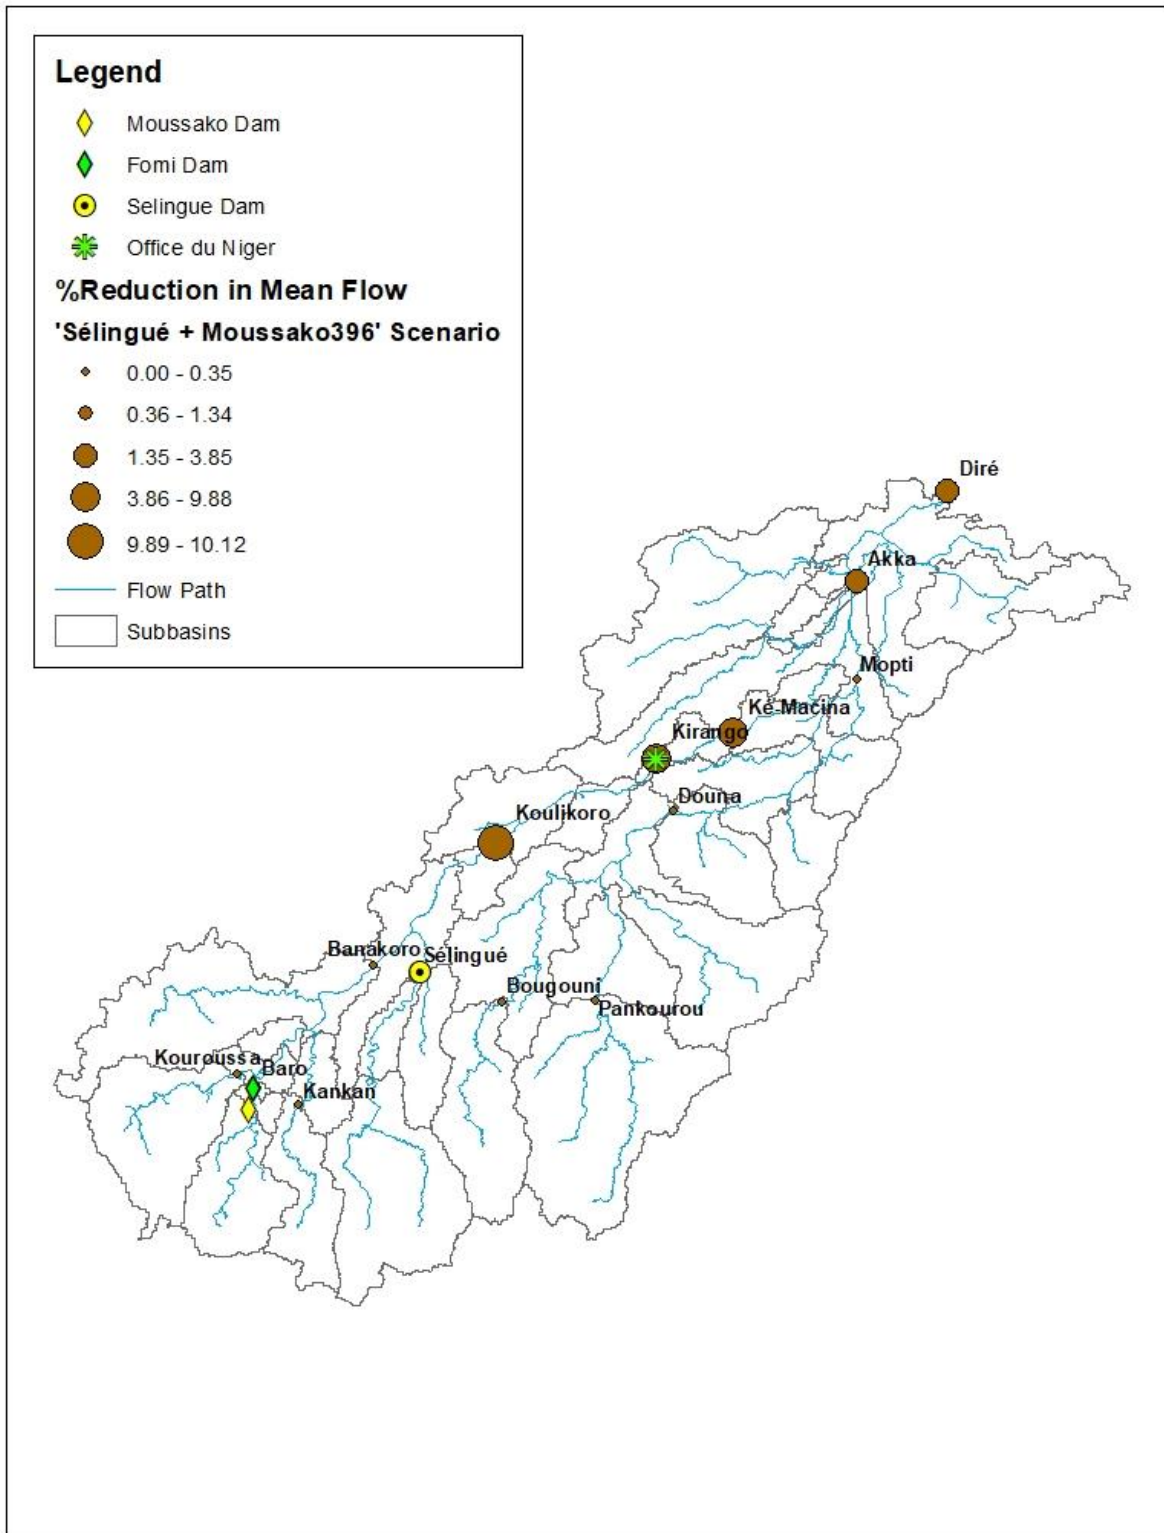 Legend
Moussako Dam
Fomi Dam
Selingue Dam
Office du Niger
%Reduction in Mean Flow
'Sélingué + Moussako396' Scenario
0.00 - 0.35
0.36 - 1.34
1.35 - 3.85
3.86 - 9.88
9.89 - 10.12
Flow Path
Subbasins
Diré
Akka
Mopti
Ké-Macina
Kirango
Douna
Koulikoro
Banakoro
Sélingué
Bougouni
Pankourou
Kouroussa
Baro
Kankan